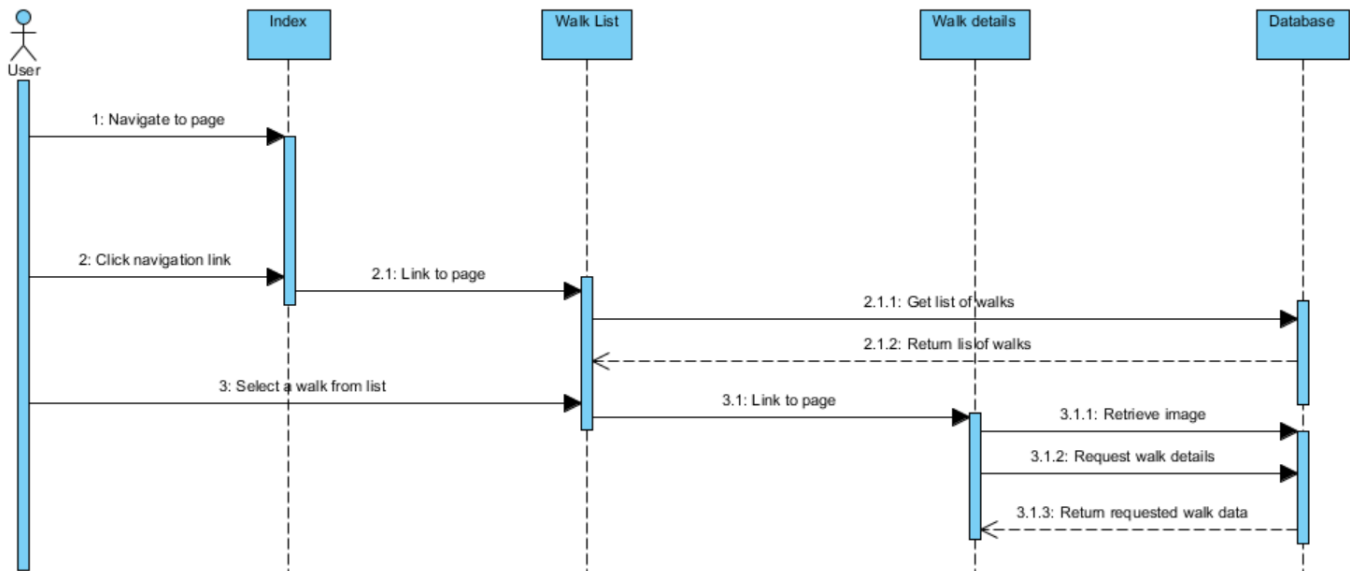 Index
Walk List
Walk details
Database
User
1: Navigate to page
2: Click navigation link
2.1: Link to page
2.1.1: Get list of walks
2.1.2: Return lis of walks
3: Select a walk from list
3.1: Link to page
3.1.1: Retrieve image
3.1.2: Request walk details
3.1.3: Return requested walk data